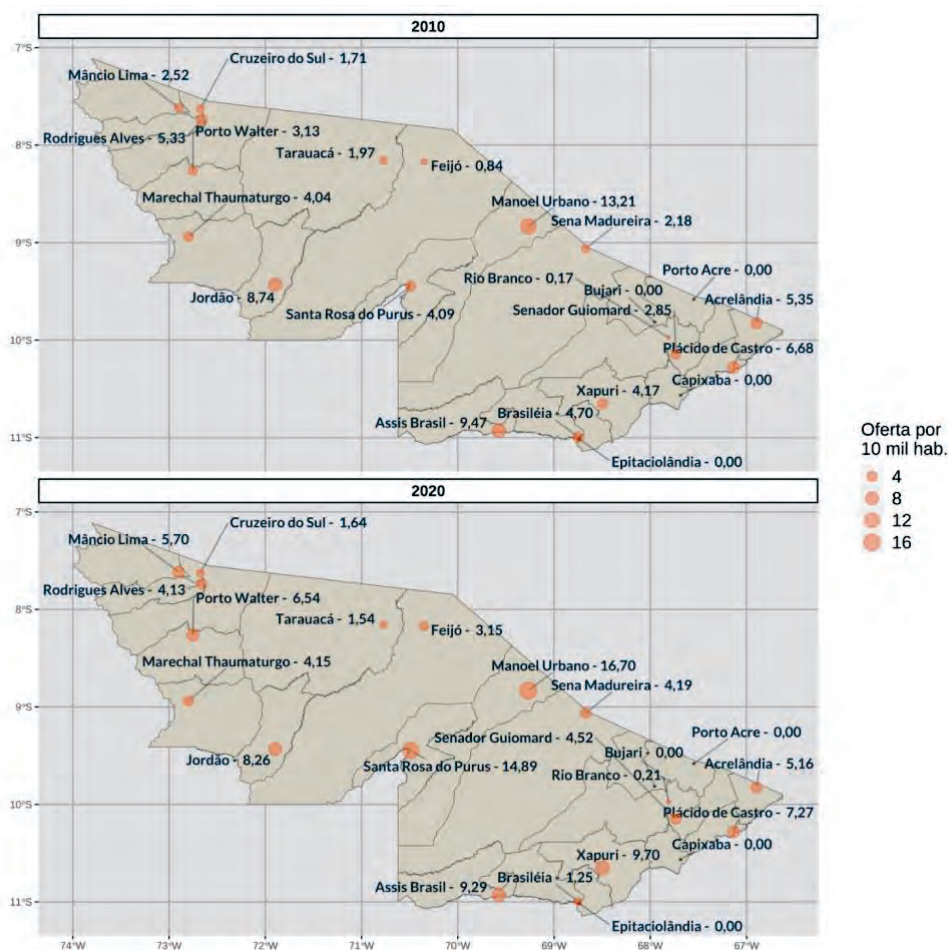 2010
7°S
Cruzeiro do Sul - 1,71
Mâncio Lima - 2,52
Rodrigues Alves - 5,33
Porto Walter - 3,13
8°S
Tarauacá - 1,97
Feijó - 0,84
Marechal Thaumaturgo - 4,04
Manoel Urbano - 13,21
Sena Madureira - 2,18
9°S
Porto Acre - 0,00
Rio Branco - 0,17
Bujari - 0,00
Jordão - 8,74
Acrelândia - 5,35
Santa Rosa do Purus - 4,09
Senador Guiomard - 2,85
10°S
Plácido de Castro - 6,68
Capixaba - 0,00
Xapuri - 4,17
Brasiléia - 4,70
Assis Brasil - 9,47
11°S
Epitaciolândia - 0,00
Oferta por
10 mil hab.
4
8
12
16
2020
7°S
Cruzeiro do Sul - 1,64
Mâncio Lima - 5,70
Rodrigues Alves - 4,13
Porto Walter - 6,54
8°S
Tarauacá - 1,54
Feijó - 3,15
Marechal Thaumaturgo - 4,15
Manoel Urbano - 16,70
Sena Madureira - 4,19
9°S
Porto Acre - 0,00
Senador Guiomard - 4,52
Bujari - 0,00
Jordão - 8,26
Santa Rosa do Purus - 14,89
Acrelândia - 5,16
Rio Branco - 0,21
10°S
Plácido de Castro - 7,27
Capixaba - 0,00
Xapuri - 9,70
Brasiléia - 1,25
Assis Brasil - 9,29
11°S
Epitaciolândia - 0,00
74°W
73°W
72°W
71°W
70°W
69°W
68°W
67°W